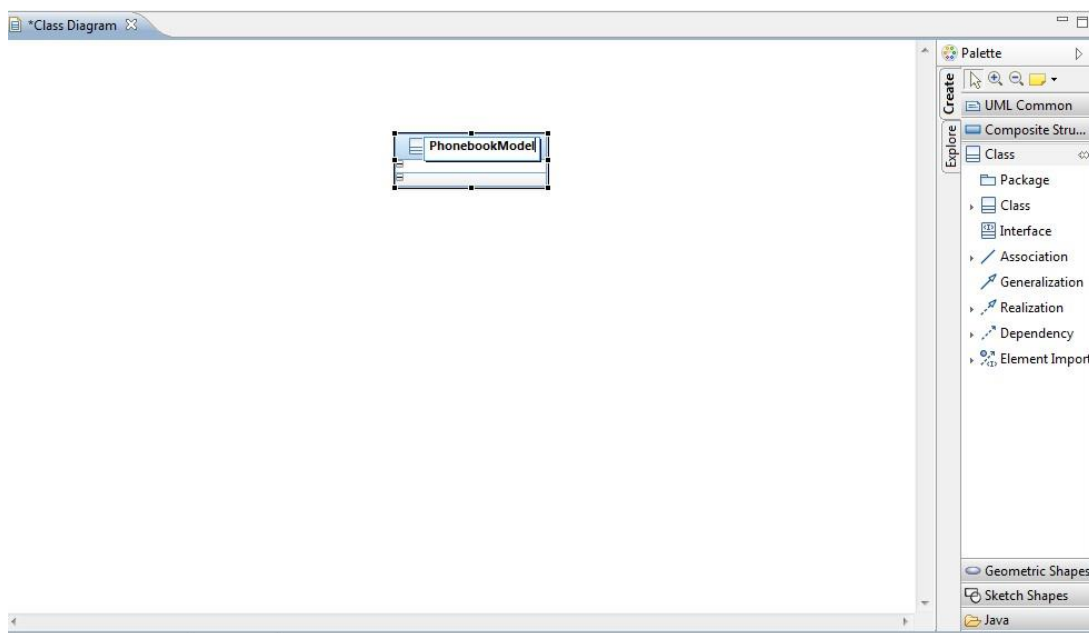 *Class Diagram
PhonebookModel
Palette
Create
Explore
UML Common
Composite Stru...
Class
Package
Class
Interface
Association
Generalization
Realization
Dependency
Element Import
Geometric Shapes
Sketch Shapes
Java